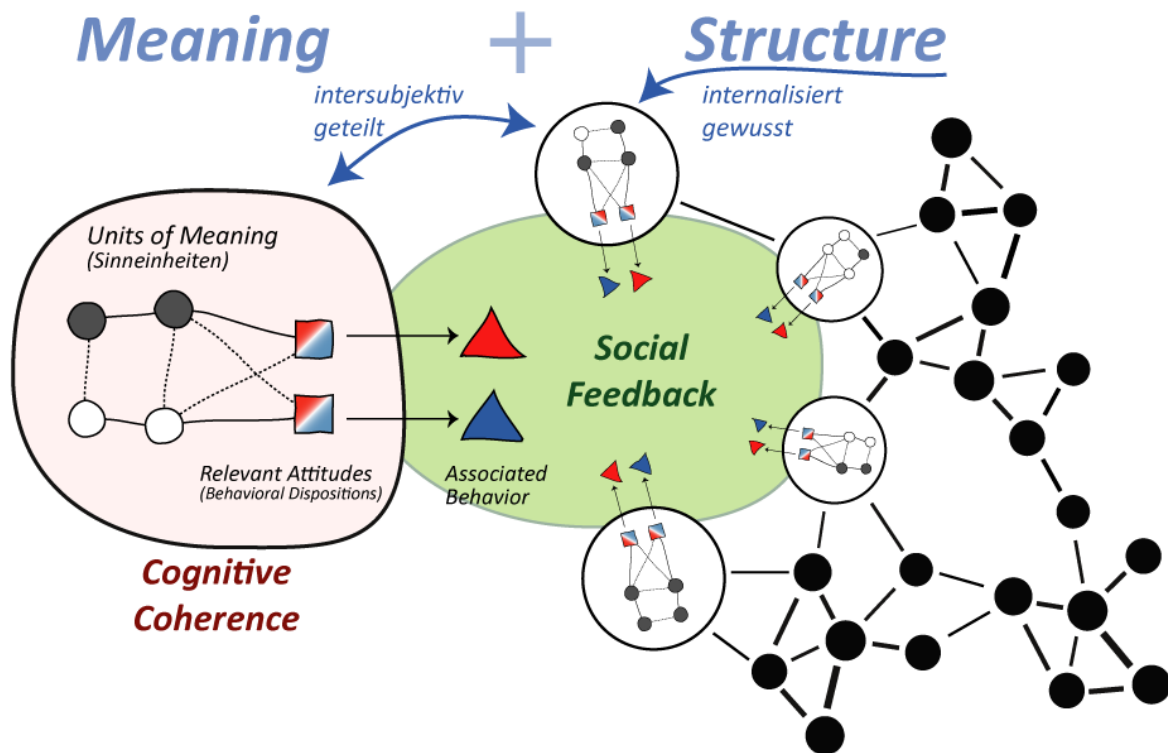 Meaning + Structure
intersubjektiv
geteilt
internalisiert
gewusst
Units of Meaning
(Sinneinheiten)
Relevant Attitudes
(Behavioral Dispositions)
Associated
Behavior
Social
Feedback
Cognitive
Coherence